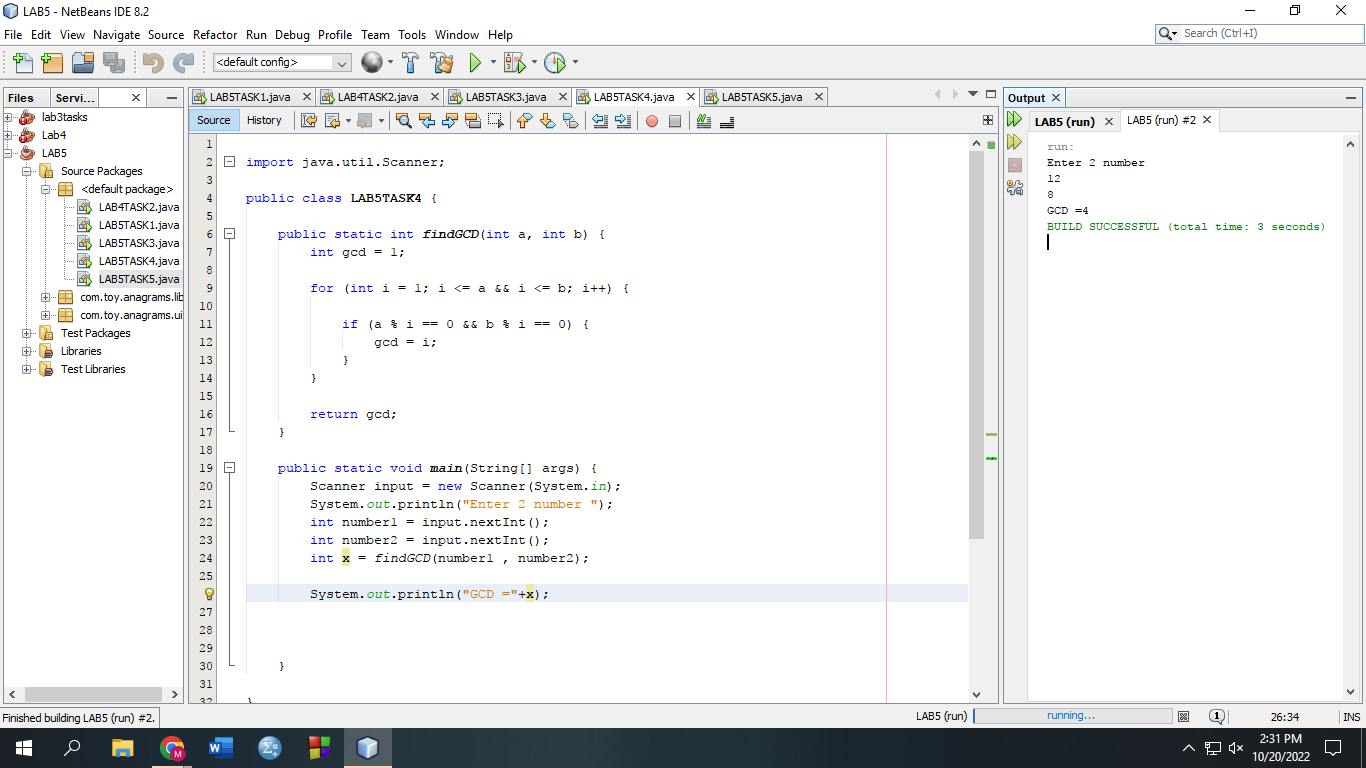 LAB5 - NetBeans IDE 8.2
File Edit View Navigate Source Refactor Run Debug Profile Team Tools Window Help
Search (Ctrl+I)
<default config>
Files Servi...
lab3tasks
Lab4
LAB5
Source Packages
<default package>
LAB4TASK2.java
LAB5TASK1.java
LAB5TASK3.java
LAB5TASK4.java
LAB5TASK5.java
com.toy.anagrams.lib
com.toy.anagrams.ui
Test Packages
Libraries
Test Libraries
LAB5TASK1.java LAB4TASK2.java LAB5TASK3.java LAB5TASK4.java LAB5TASK5.java
Source History
1
2 import java.util.Scanner;
3
4 public class LAB5TASK4 {
5
6 public static int findGCD(int a, int b) {
7 int gcd = 1;
8
9 for (int i = 1; i <= a && i <= b; i++) {
10
11 if (a % i == 0 && b % i == 0) {
12 gcd = i;
13 }
14 }
15
16 return gcd;
17 }
18
19 public static void main(String[] args) {
20 Scanner input = new Scanner(System.in);
21 System.out.println("Enter 2 number ");
22 int number1 = input.nextInt();
23 int number2 = input.nextInt();
24 int x = findGCD(number1 , number2);
25
System.out.println("GCD ="+x);
27
28
29
30 }
31
32 }
Output
LAB5 (run) LAB5 (run) #2
run:
Enter 2 number
12
8
GCD =4
BUILD SUCCESSFUL (total time: 3 seconds)
Finished building LAB5 (run) #2.
LAB5 (run) running... 1 26:34 INS
M
2:31 PM
10/20/2022